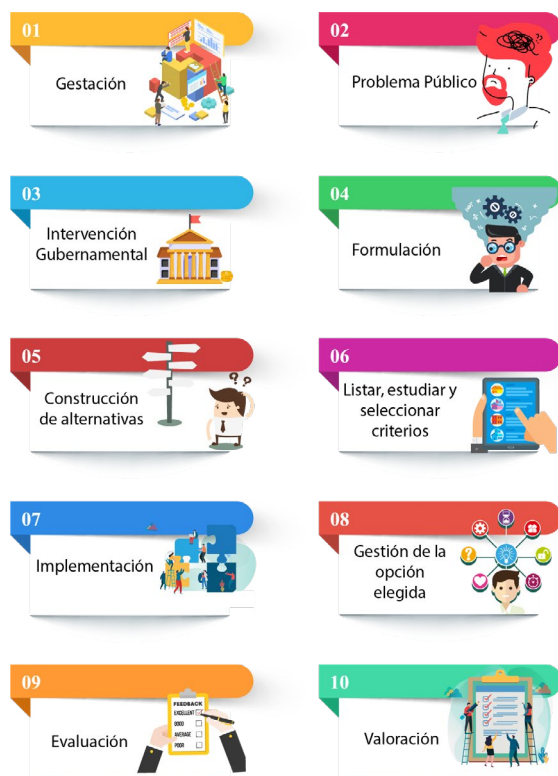 01
Gestación
02
Problema Público
03
Intervención
Gubernamental
04
Formulación
05
Construcción
de alternativas
06
Listar, estudiar y
seleccionar
criterios
07
Implementación
08
Gestión de la
opción
elegida
09
Evaluación
FEEDBACK
EXCELLENT
GOOD
AVERAGE
POOR
10
Valoración